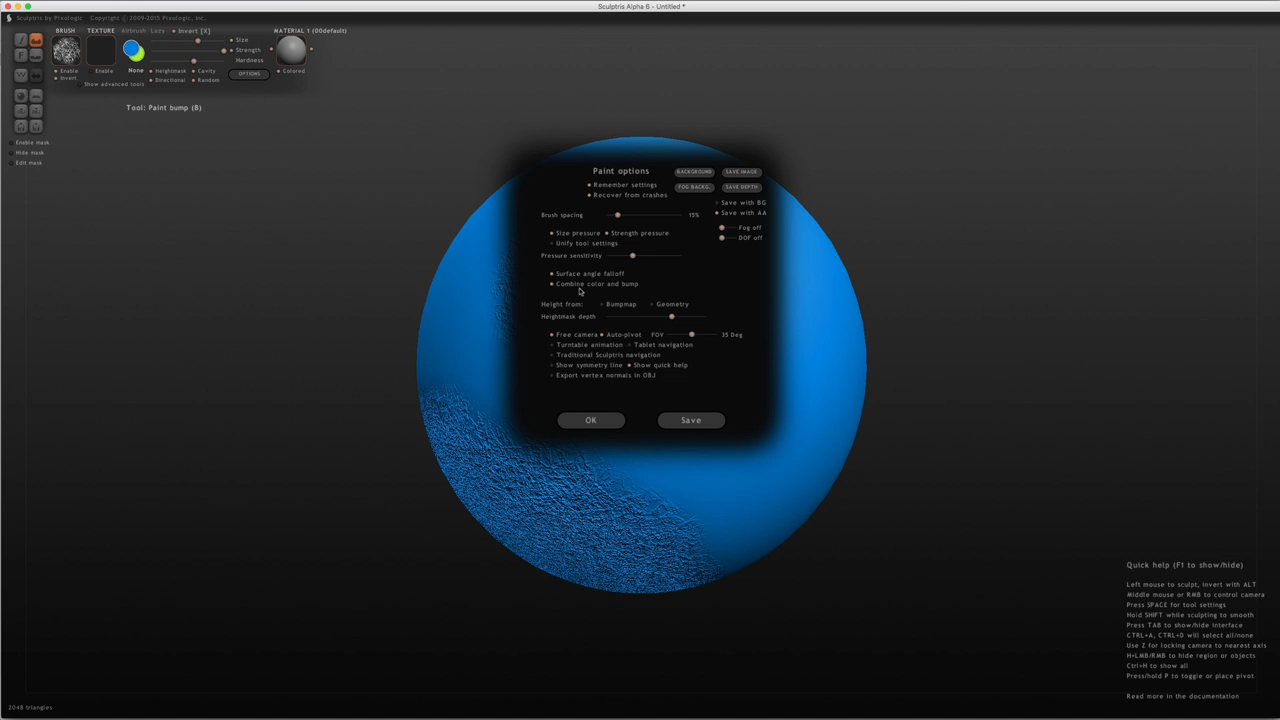 Sculptris Alpha 6 - Untitled *
Sculptris by Pixologic, Copyright © 2009-2015 Pixologic, Inc.
BRUSH TEXTURE Airbrush Lazy Invert [X] MATERIAL 1 (00default)
Size
Strength
Hardness
None
Enable Enable Heightmask Cavity OPTIONS Colored
Invert Directional Random
Show advanced tools
Tool: Paint bump (B)
Enable mask
Hide mask
Edit mask
Paint options BACKGROUND SAVE IMAGE
Remember settings FOG BACKG. SAVE DEPTH
Recover from crashes
Save with BG
Brush spacing 15% Save with AA
Fog off
Size pressure Strength pressure DOF off
Unify tool settings
Pressure sensitivity
Surface angle falloff
Combine color and bump
Height from: Bumpmap Geometry
Heightmask depth
Free camera Auto-pivot FOV 35 Deg
Turntable animation Tablet navigation
Traditional Sculptris navigation
Show symmetry line Show quick help
Export vertex normals in OBJ
OK Save
Quick help (F1 to show/hide)
Left mouse to sculpt, invert with ALT
Middle mouse or RMB to control camera
Press SPACE for tool settings
Hold SHIFT while sculpting to smooth
Press TAB to show/hide interface
CTRL+A, CTRL+D will select all/none
Use Z for locking camera to nearest axis
H+LMB/RMB to hide region or objects
Ctrl+H to show all
Press/hold P to toggle or place pivot
Read more in the documentation
2048 triangles